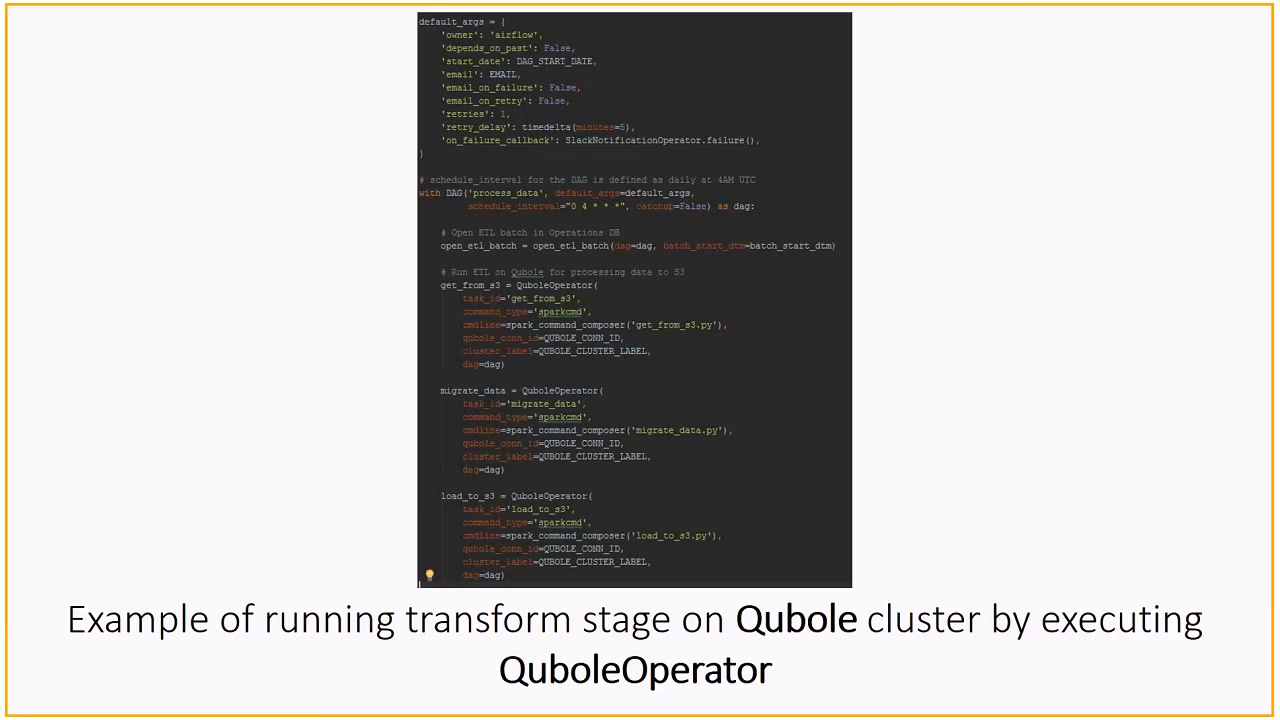 default_args = {
    'owner': 'airflow',
    'depends_on_past': False,
    'start_date': DAG_START_DATE,
    'email': EMAIL,
    'email_on_failure': False,
    'email_on_retry': False,
    'retries': 1,
    'retry_delay': timedelta(minutes=5),
    'on_failure_callback': SlackNotificationOperator.failure(),
}
# schedule_interval for the DAG is defined as daily at 4AM UTC
with DAG('process_data', default_args=default_args,
         schedule_interval="0 4 * * *", catchup=False) as dag:
    # Open ETL batch in Operations DB
    open_etl_batch = open_etl_batch(dag=dag, batch_start_dtm=batch_start_dtm)
    # Run ETL on Qubole for processing data to S3
    get_from_s3 = QuboleOperator(
        task_id='get_from_s3',
        command_type='sparkcmd',
        cmdline=spark_command_composer('get_from_s3.py'),
        qubole_conn_id=QUBOLE_CONN_ID,
        cluster_label=QUBOLE_CLUSTER_LABEL,
        dag=dag)
    migrate_data = QuboleOperator(
        task_id='migrate_data',
        command_type='sparkcmd',
        cmdline=spark_command_composer('migrate_data.py'),
        qubole_conn_id=QUBOLE_CONN_ID,
        cluster_label=QUBOLE_CLUSTER_LABEL,
        dag=dag)
    load_to_s3 = QuboleOperator(
        task_id='load_to_s3',
        command_type='sparkcmd',
        cmdline=spark_command_composer('load_to_s3.py'),
        qubole_conn_id=QUBOLE_CONN_ID,
        cluster_label=QUBOLE_CLUSTER_LABEL,
        dag=dag)
Example of running transform stage on Qubole cluster by executing
QuboleOperator